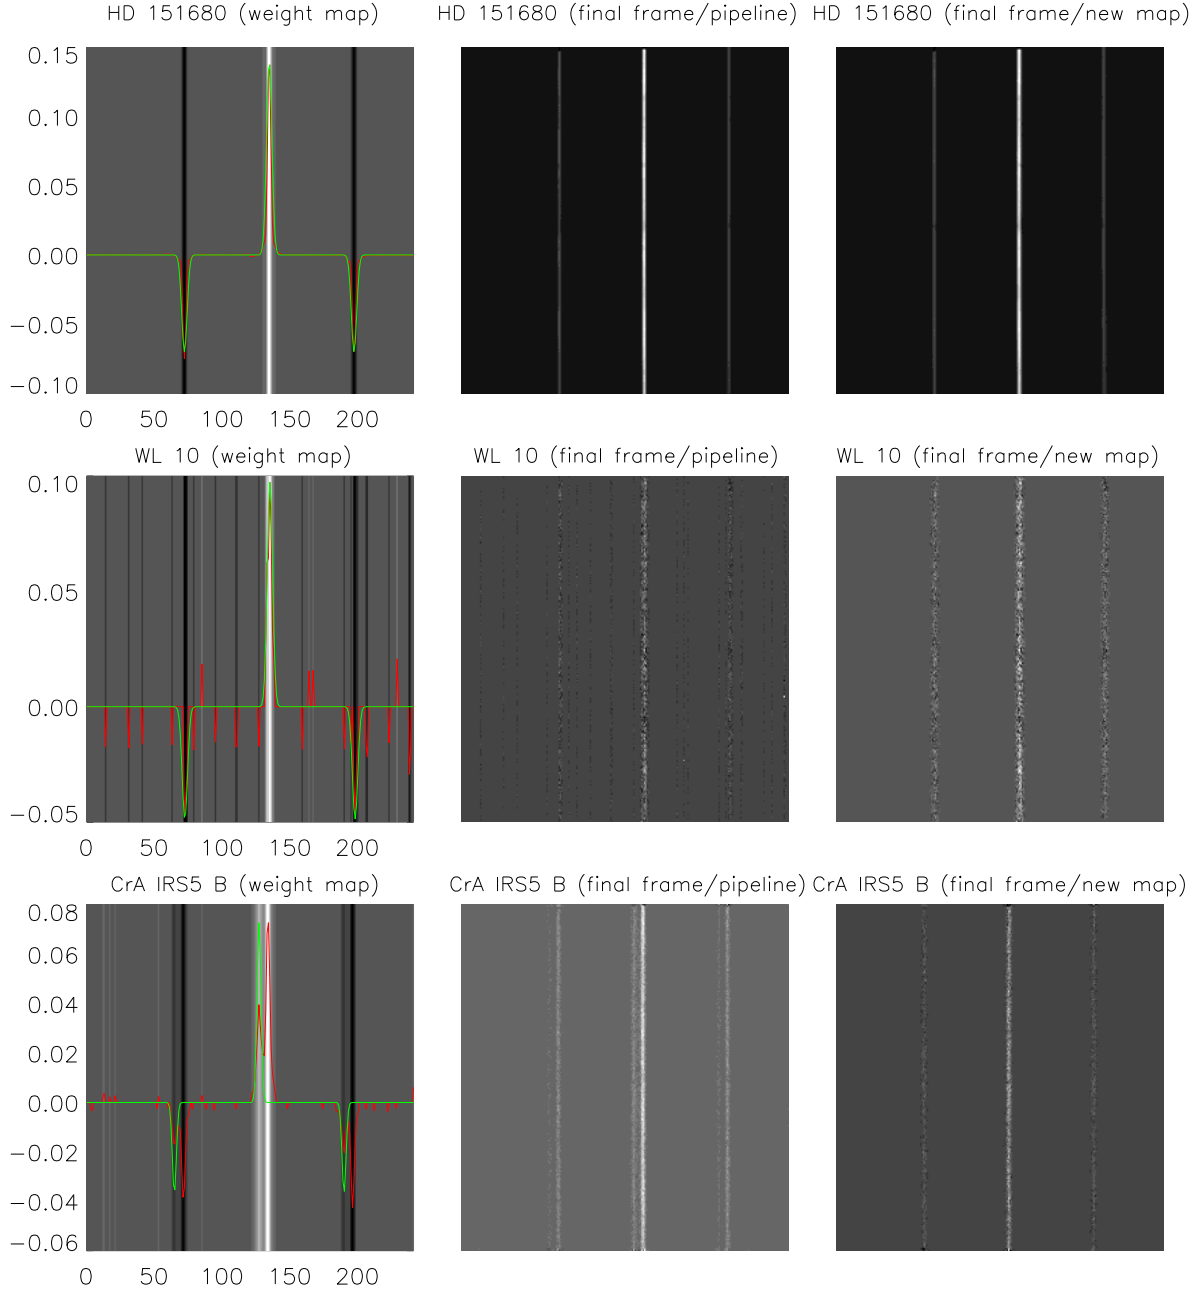 HD 151680 (weight map)
HD 151680 (final frame/pipeline)
HD 151680 (final frame/new map)
0.15
0.10
0.05
0.00
−0.05
−0.10
0 50 100 150 200
WL 10 (weight map)
WL 10 (final frame/pipeline)
WL 10 (final frame/new map)
0.10
0.05
0.00
−0.05
0 50 100 150 200
CrA IRS5 B (weight map)
CrA IRS5 B (final frame/pipeline)
CrA IRS5 B (final frame/new map)
0.08
0.06
0.04
0.02
0.00
−0.02
−0.04
−0.06
0 50 100 150 200